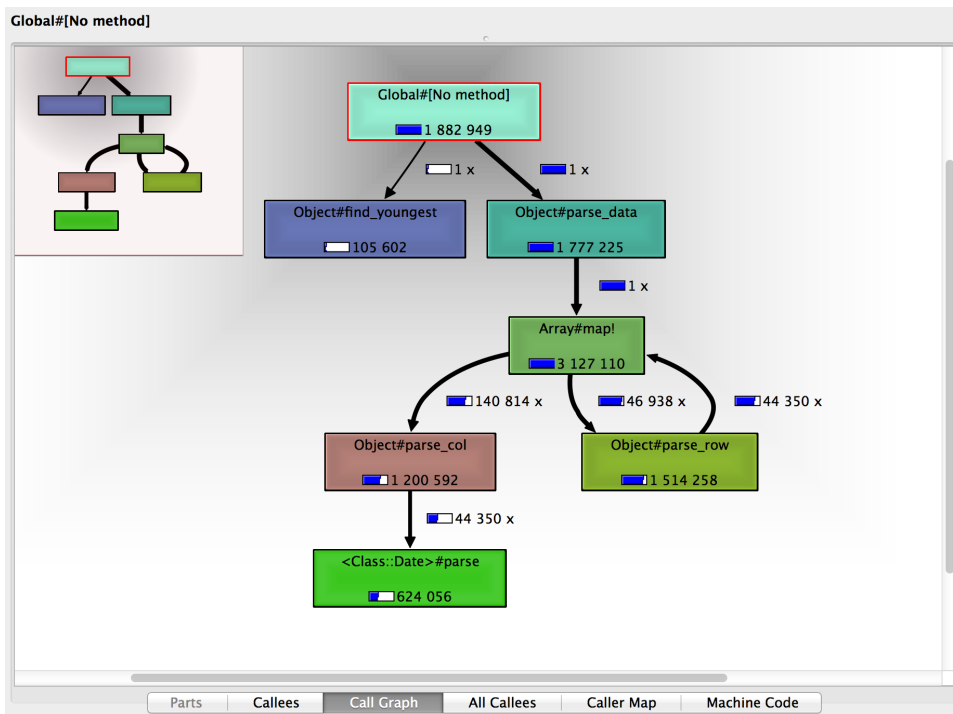 Global#[No method]
Global#[No method]
1 882 949
1 x
1 x
Object#find_youngest
105 602
Object#parse_data
1 777 225
1 x
Array#map!
3 127 110
140 814 x
46 938 x
44 350 x
Object#parse_col
1 200 592
Object#parse_row
1 514 258
44 350 x
<Class::Date>#parse
624 056
Parts
Callees
Call Graph
All Callees
Caller Map
Machine Code